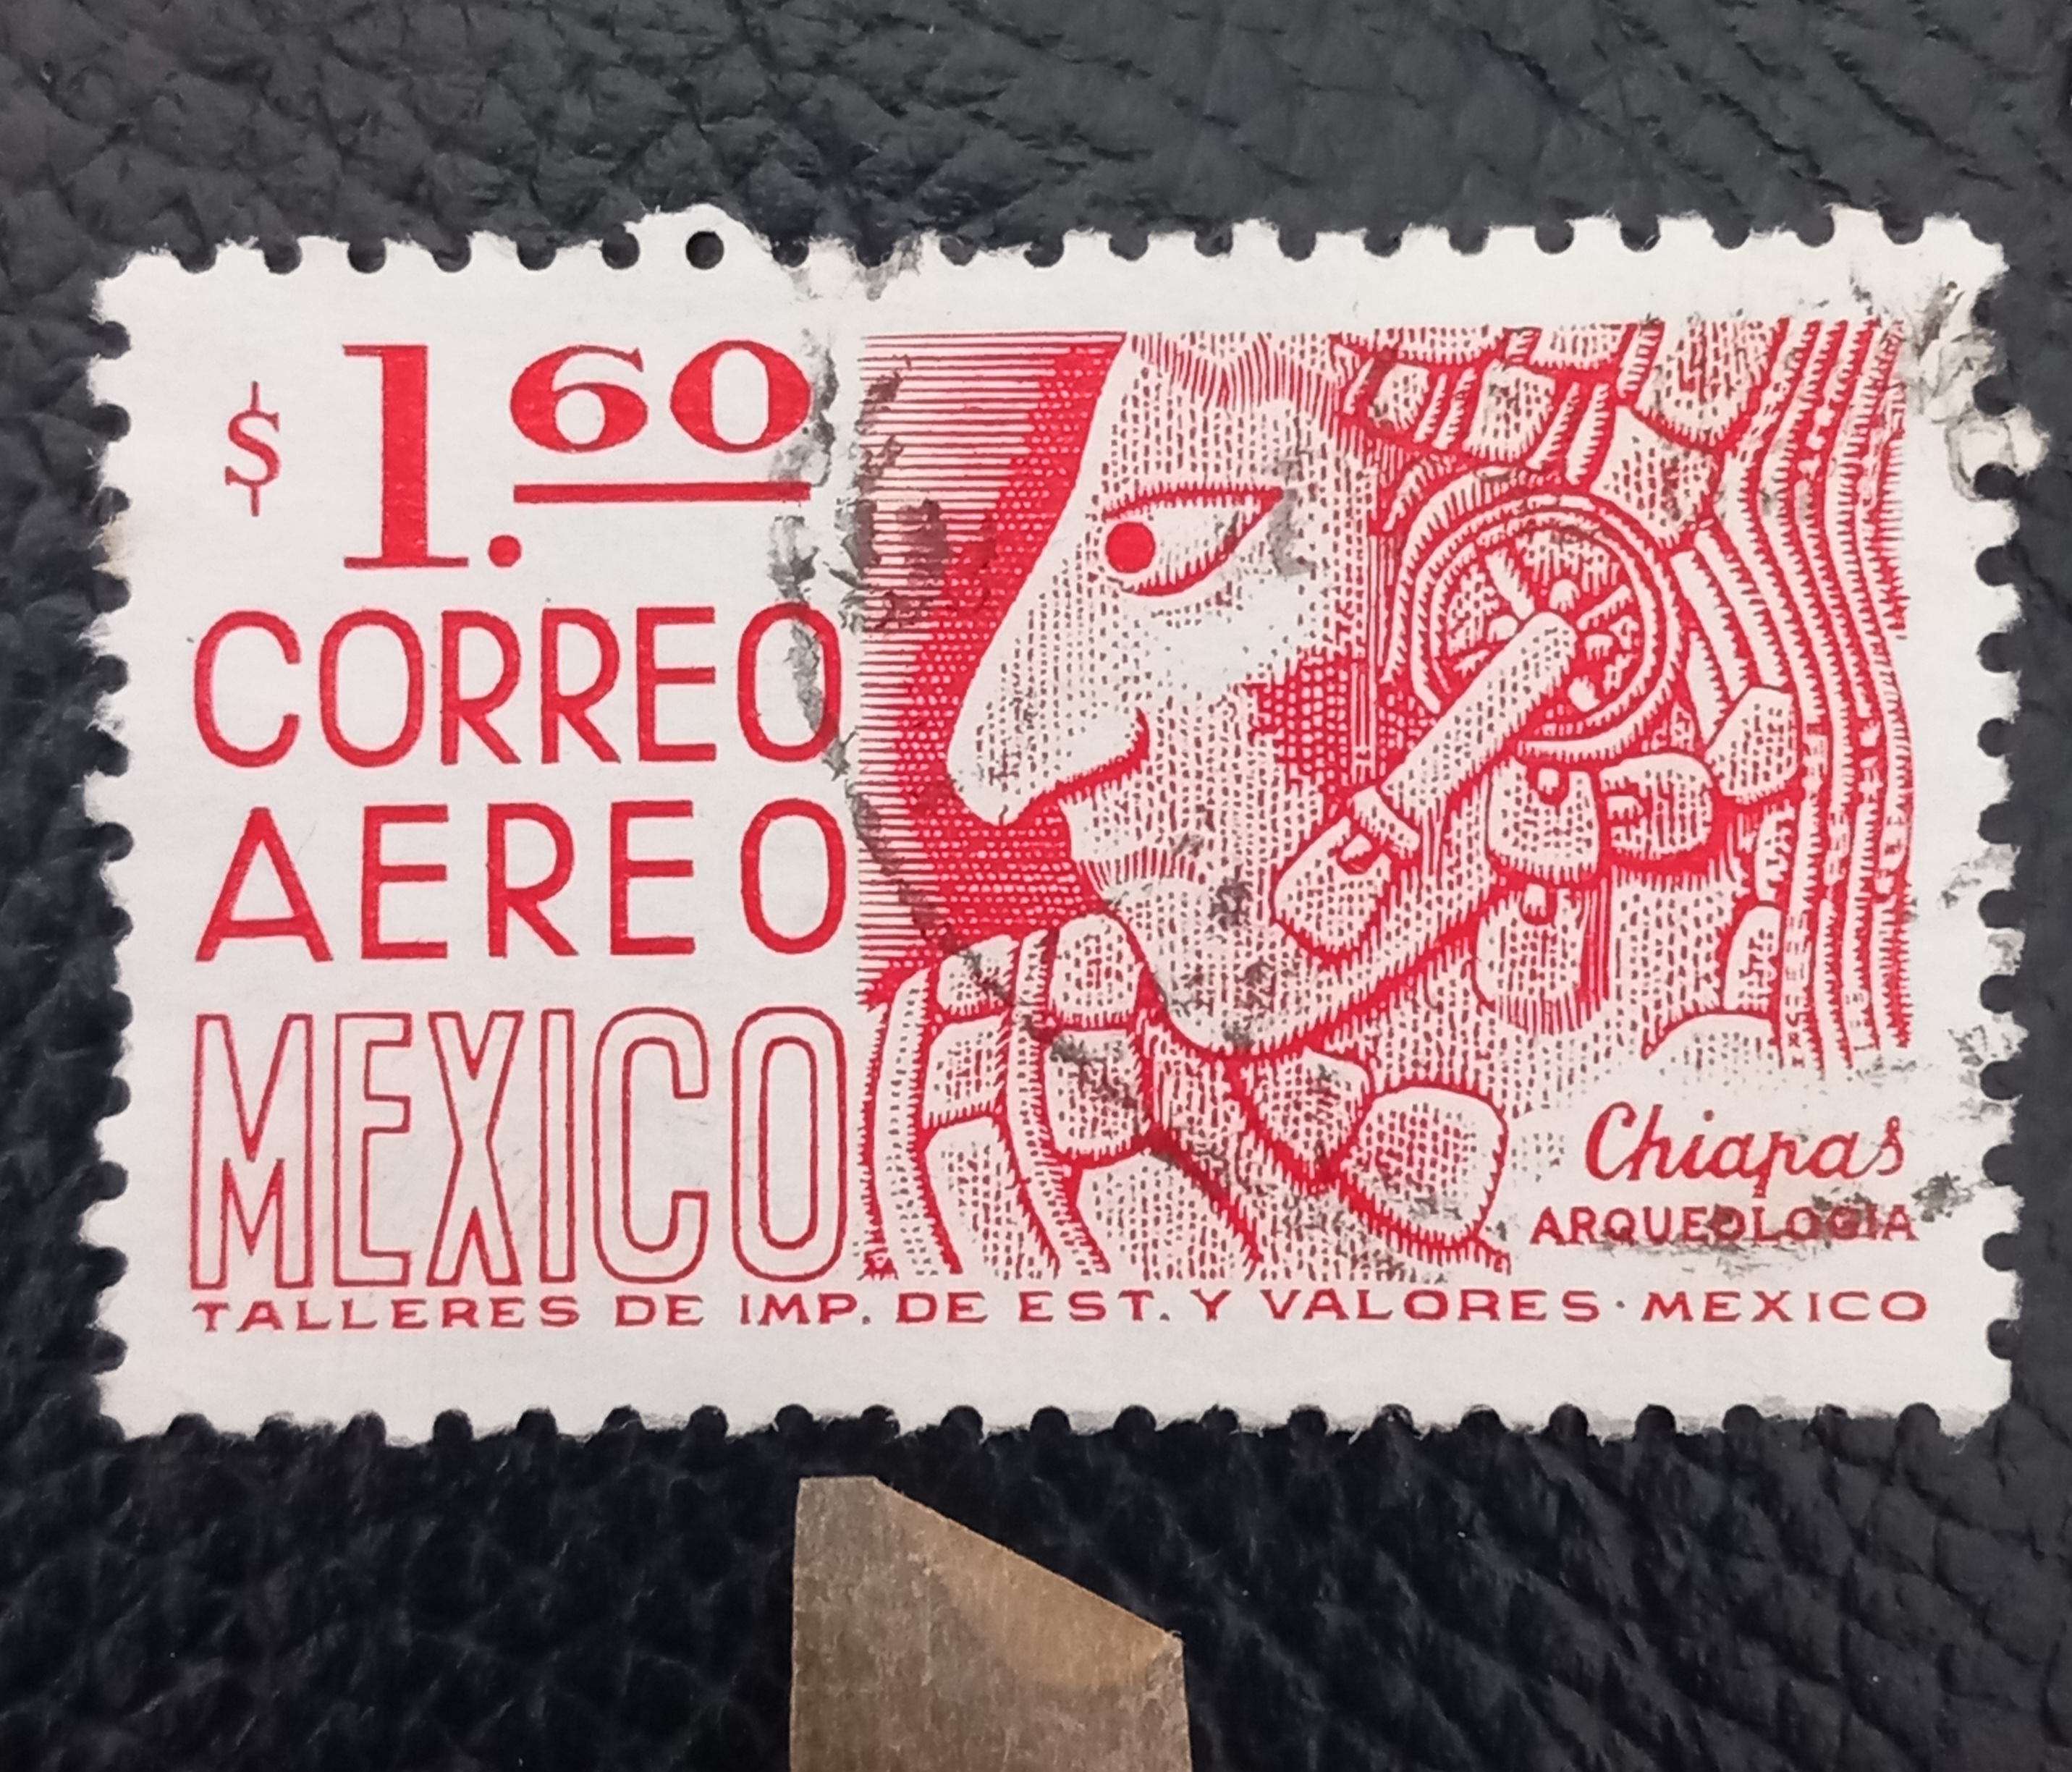 $1.60
CORREO
AEREO
MEXICO
Chiapas
ARQUEOLOGIA
TALLERES DE IMP. DE EST. Y VALORES · MEXICO